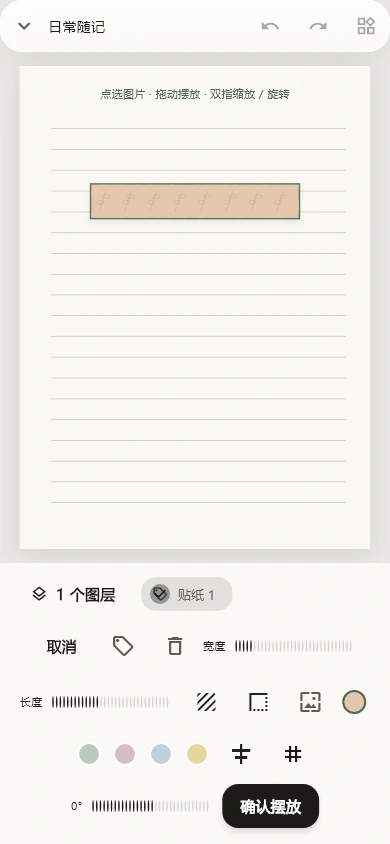 日常随记
点选图片 · 拖动摆放 · 双指缩放 / 旋转
1 个图层
贴纸 1
取消
宽度
长度
0°
确认摆放